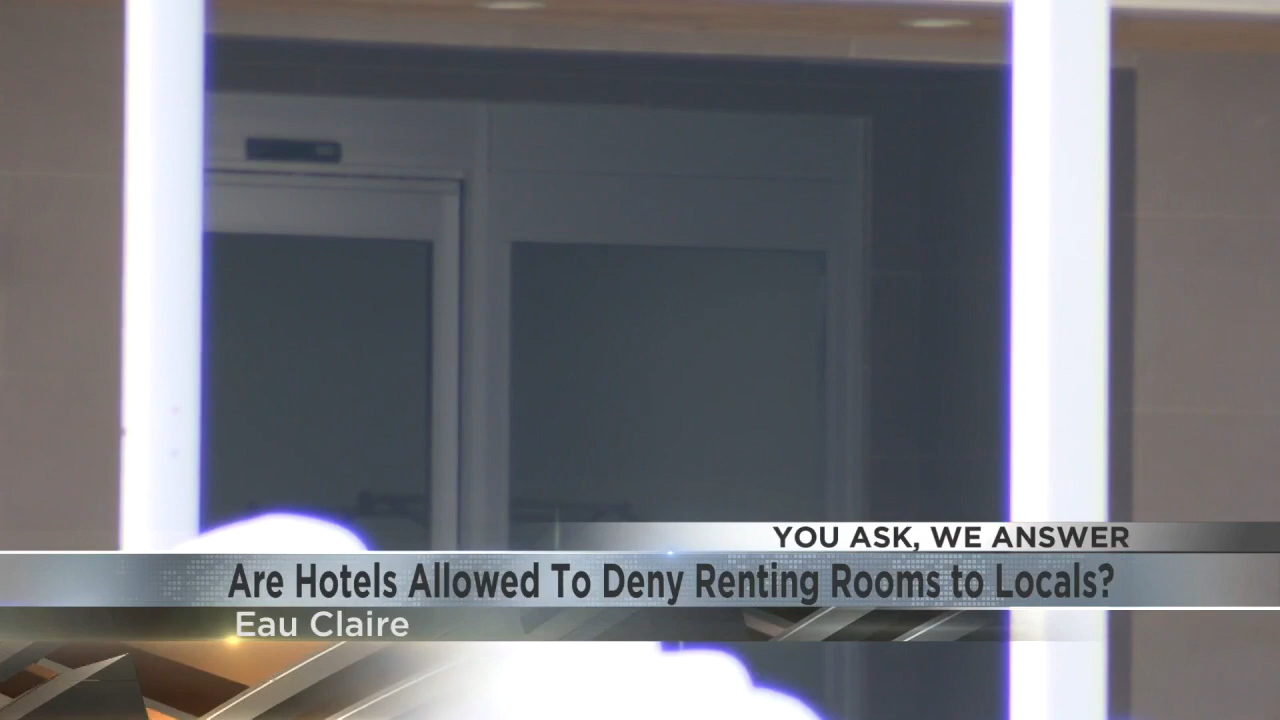 YOU ASK, WE ANSWER
Are Hotels Allowed To Deny Renting Rooms to Locals?
Eau Claire